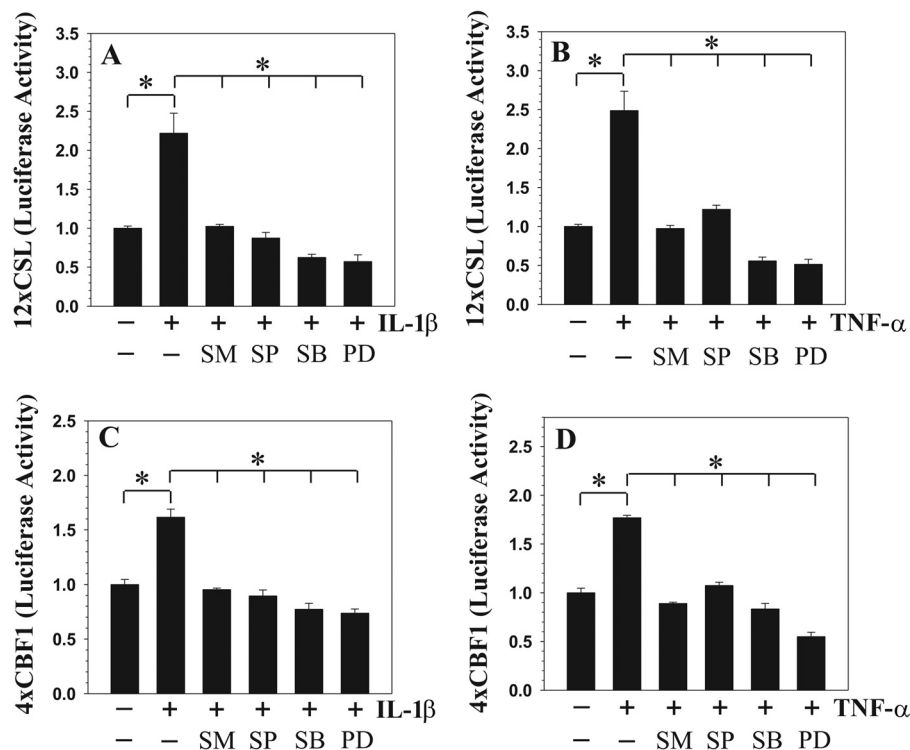 A
12xCSL (Luciferase Activity)
3.5
3.0
2.5
2.0
1.5
1.0
0.5
0.0
*
*
− + + + + + IL-1β
− − SM SP SB PD
B
12xCSL (Luciferase Activity)
3.5
3.0
2.5
2.0
1.5
1.0
0.5
0.0
*
*
− + + + + + TNF-α
− − SM SP SB PD
C
4xCBF1 (Luciferase Activity)
2.5
2.0
1.5
1.0
0.5
0.0
*
*
− + + + + + IL-1β
− − SM SP SB PD
D
4xCBF1 (Luciferase Activity)
2.5
2.0
1.5
1.0
0.5
0.0
*
*
− + + + + + TNF-α
− − SM SP SB PD